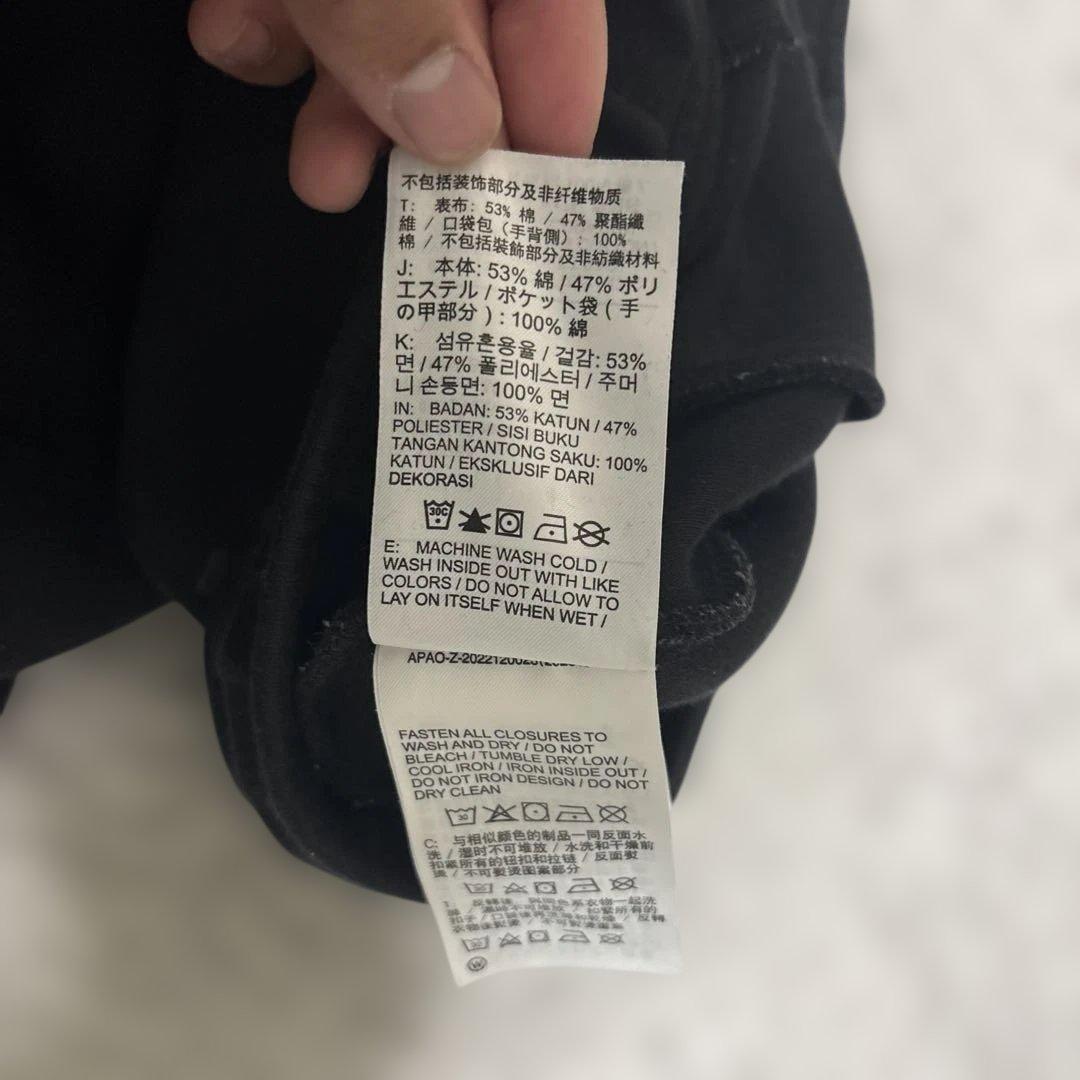 不包括装饰部分及非纤维物质
T: 表布: 53% 棉 / 47% 聚酯纖
維 / 口袋包 (手背側) : 100%
棉 / 不包括裝飾部分及非紡織材料
J: 本体: 53% 綿 / 47% ポリ
エステル / ポケット袋 ( 手
の甲部分 ) : 100% 綿
K: 섬유혼용율 / 겉감: 53%
면 / 47% 폴리에스터 / 주머
니 손등면: 100% 면
IN: BADAN: 53% KATUN / 47%
POLIESTER / SISI BUKU
TANGAN KANTONG SAKU: 100%
KATUN / EKSKLUSIF DARI
DEKORASI
30C
E: MACHINE WASH COLD /
WASH INSIDE OUT WITH LIKE
COLORS / DO NOT ALLOW TO
LAY ON ITSELF WHEN WET /
FASTEN ALL CLOSURES TO
WASH AND DRY / DO NOT
BLEACH / TUMBLE DRY LOW /
COOL IRON / IRON INSIDE OUT /
DO NOT IRON DESIGN / DO NOT
DRY CLEAN
30
C: 与相似颜色的制品一同反面水
洗 / 湿时不可堆放 / 水洗和干燥前
扣紧所有的钮扣和拉链 / 反面熨
烫 / 不可熨烫图案部分
30
30
W